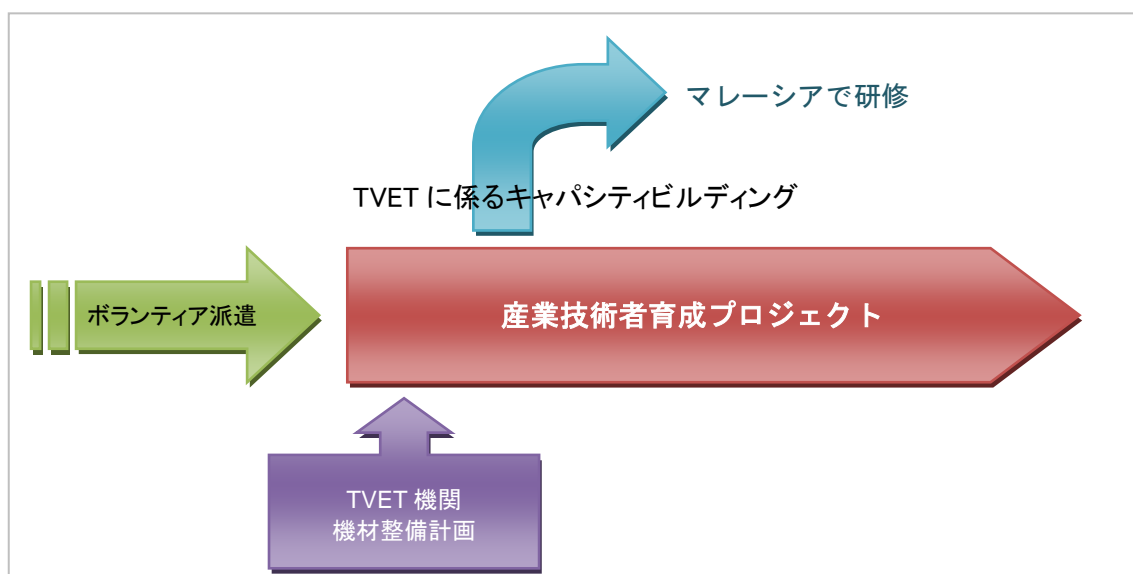 マレーシアで研修
TVET に係るキャパシティビルディング
ボランティア派遣
産業技術者育成プロジェクト
TVET 機関
機材整備計画